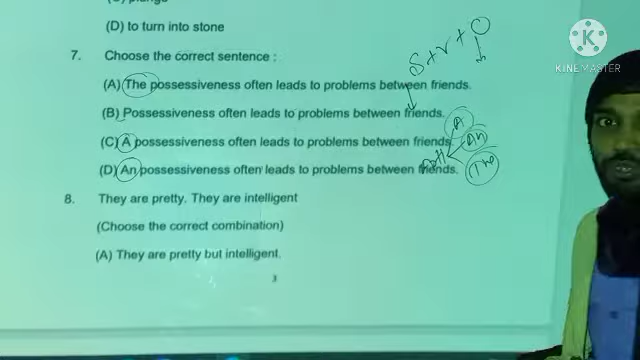 (D) to turn into stone
7. Choose the correct sentence :
(A) The possessiveness often leads to problems between friends.
(B) Possessiveness often leads to problems between friends.
(C) A possessiveness often leads to problems between friends.
(D) An possessiveness often leads to problems between friends.
8. They are pretty. They are intelligent
(Choose the correct combination)
(A) They are pretty but intelligent.
3
S + V + O
A
An
The
KINEMASTER